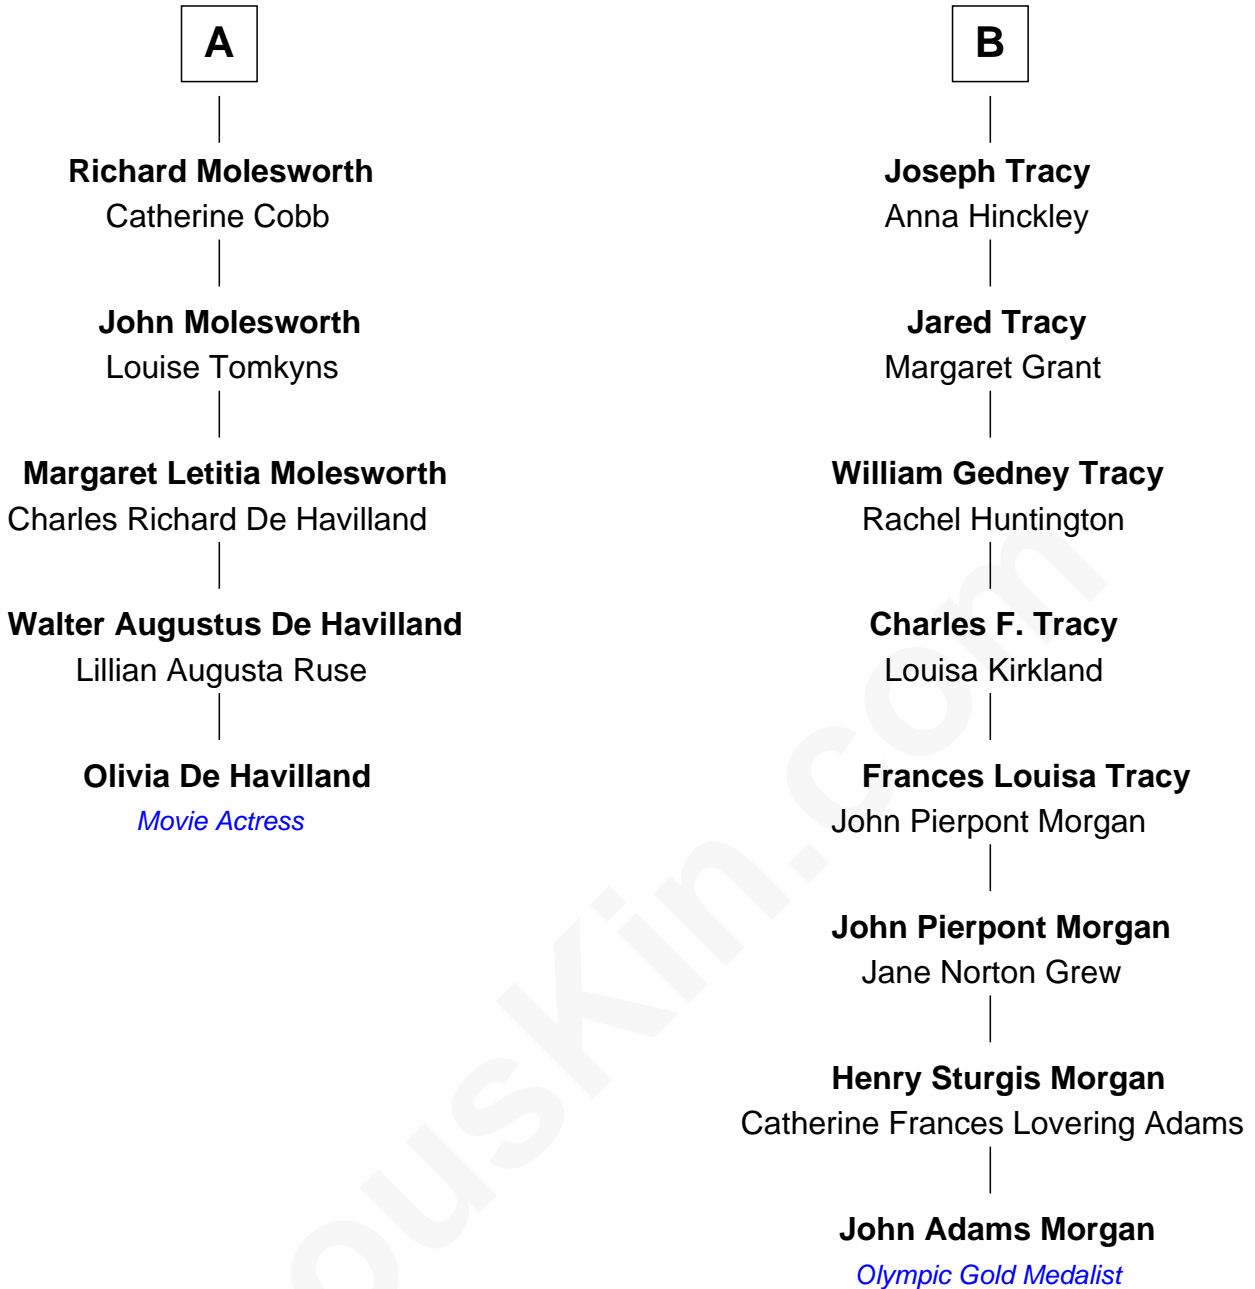 A
Richard Molesworth
Catherine Cobb
John Molesworth
Louise Tomkyns
Margaret Letitia Molesworth
Charles Richard De Havilland
Walter Augustus De Havilland
Lillian Augusta Ruse
Olivia De Havilland
Movie Actress
B
Joseph Tracy
Anna Hinckley
Jared Tracy
Margaret Grant
William Gedney Tracy
Rachel Huntington
Charles F. Tracy
Louisa Kirkland
Frances Louisa Tracy
John Pierpont Morgan
John Pierpont Morgan
Jane Norton Grew
Henry Sturgis Morgan
Catherine Frances Lovering Adams
John Adams Morgan
Olympic Gold Medalist
ousKin.com